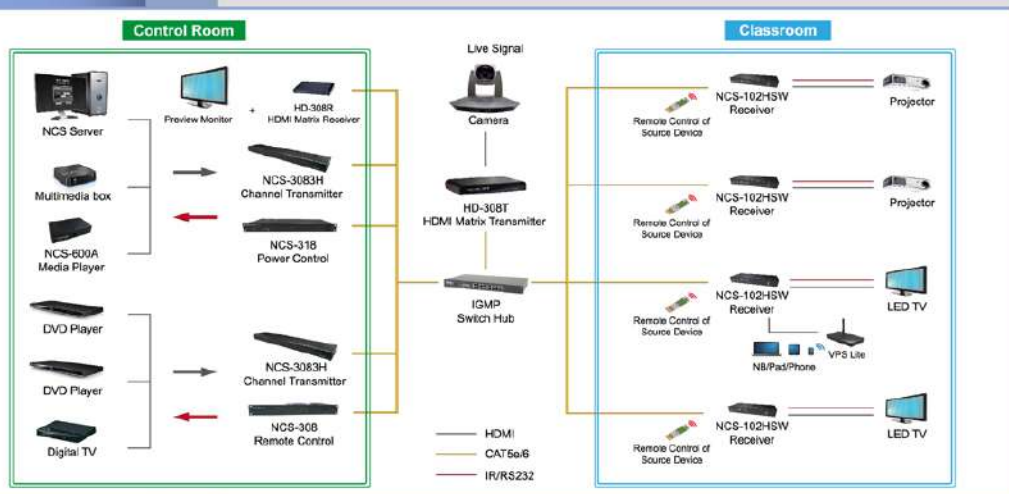 Control Room
NCS Server
Preview Monitor
+
HD-308R
HDMI Matrix Receiver
Multimedia box
NCS-3083H
Channel Transmitter
NCS-600A
Media Player
NCS-318
Power Control
DVD Player
NCS-3083H
Channel Transmitter
DVD Player
NCS-308
Remote Control
Digital TV
Live Signal
Camera
HD-308T
HDMI Matrix Transmitter
IGMP
Switch Hub
HDMI
CAT5e/6
IR/RS232
Classroom
Remote Control of
Source Device
NCS-102HSW
Receiver
Projector
Remote Control of
Source Device
NCS-102HSW
Receiver
Projector
Remote Control of
Source Device
NCS-102HSW
Receiver
LED TV
NB/Pad/Phone
VPS Lite
Remote Control of
Source Device
NCS-102HSW
Receiver
LED TV